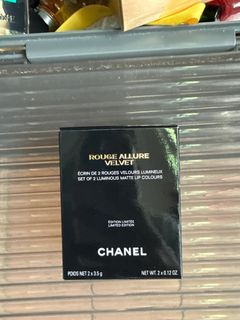 ROUGE ALLURE
VELVET
ÉCRIN DE 2 ROUGES VELOURS LUMINEUX
SET OF 2 LUMINOUS MATTE LIP COLOURS
ÉDITION LIMITÉE
LIMITED EDITION
CHANEL
POIDS NET 2 x 3.5 g NET WT. 2 x 0.12 OZ.